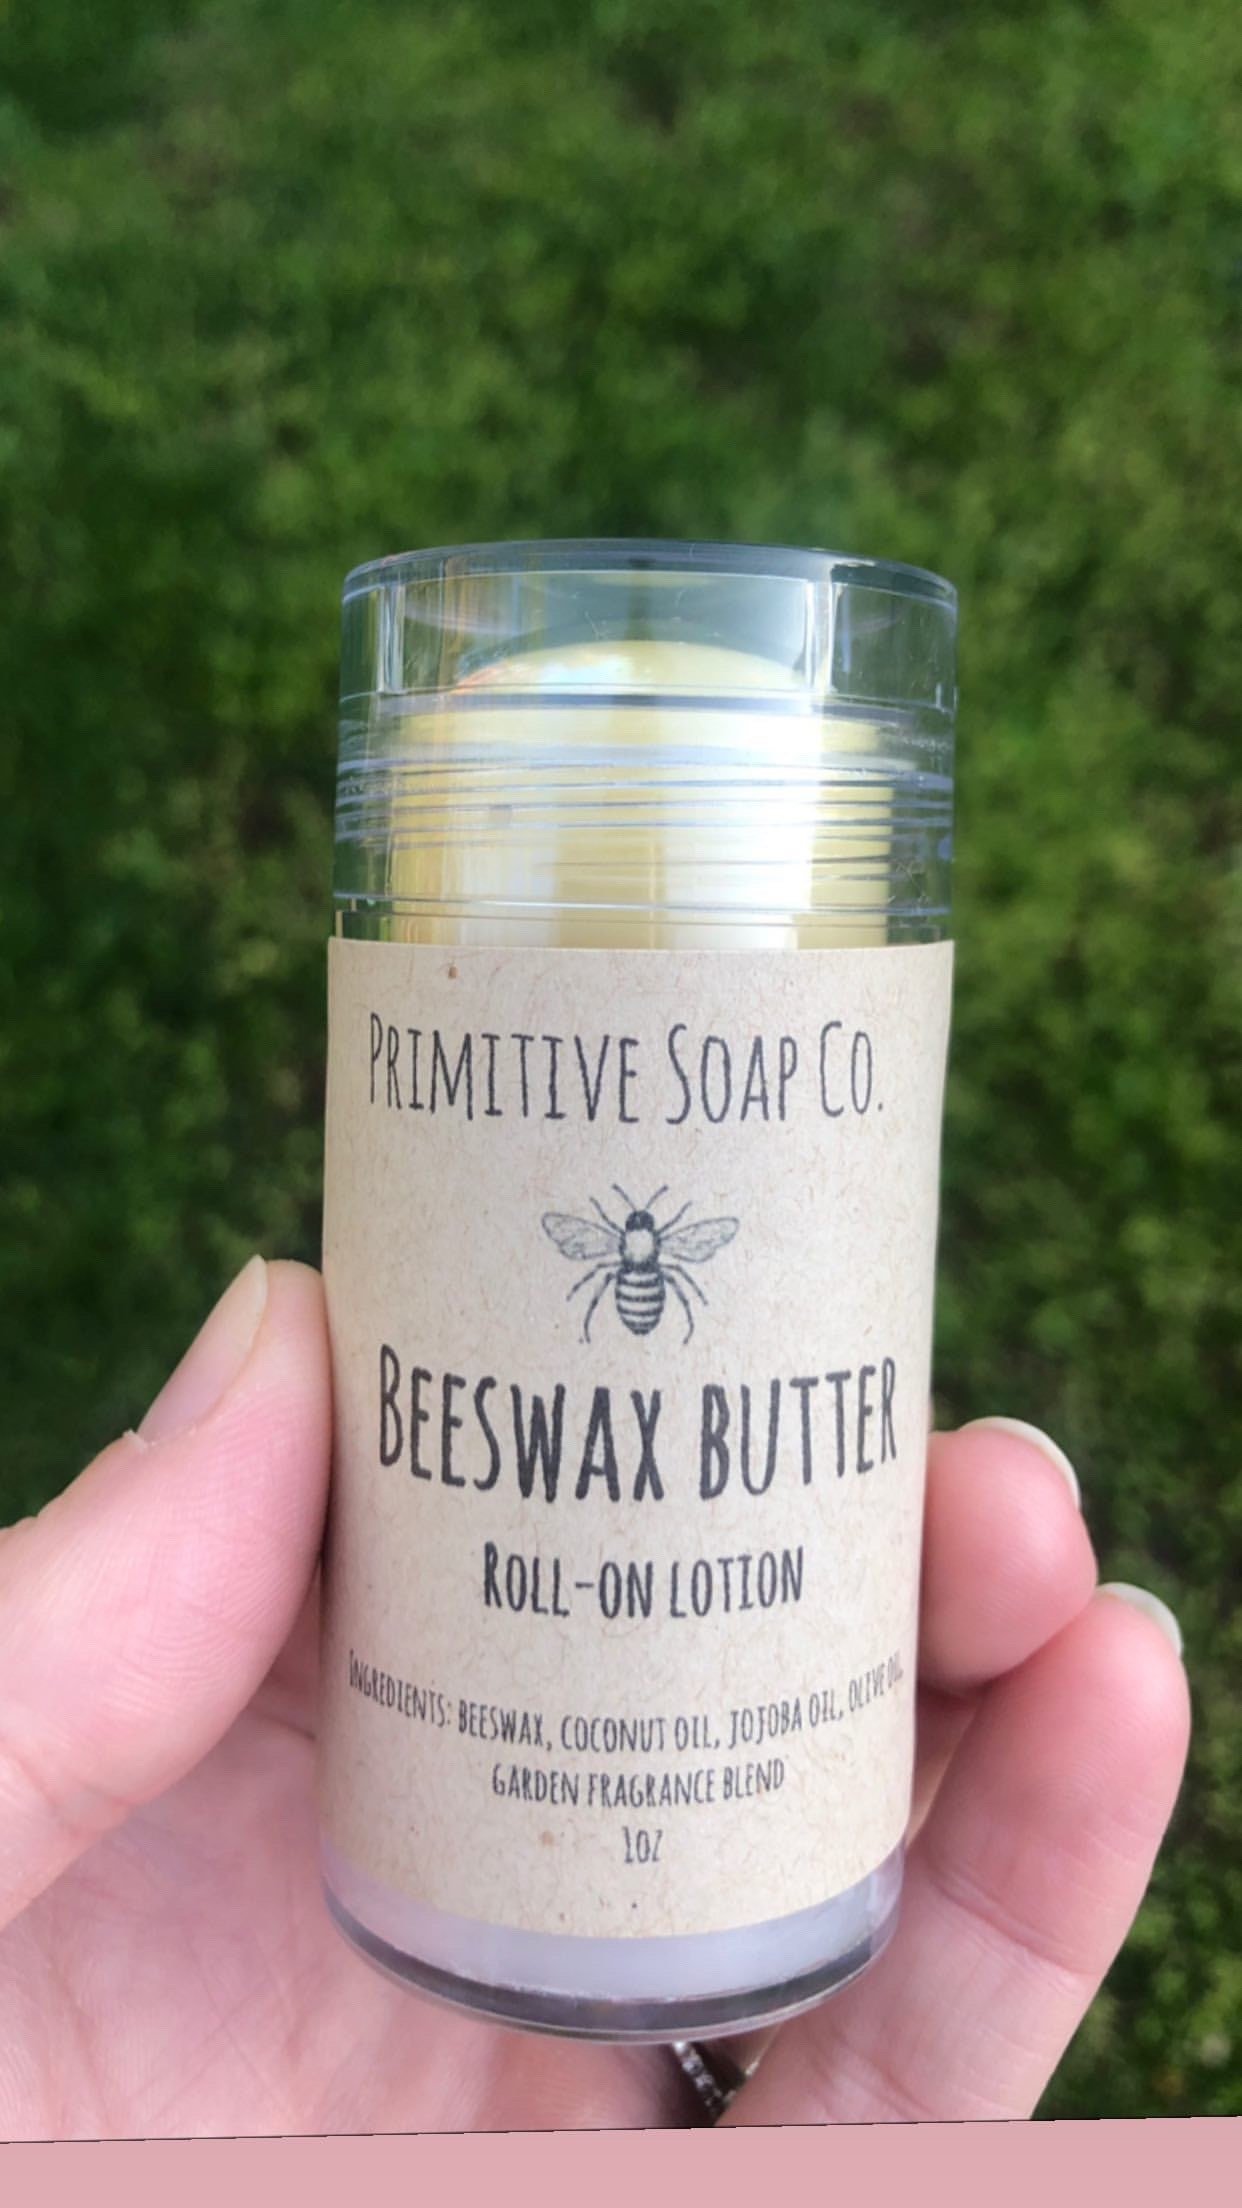 PRIMITIVE SOAP CO.
BEESWAX BUTTER
ROLL-ON LOTION
INGREDIENTS: BEESWAX, COCONUT OIL, JOJOBA OIL, OLIVE OIL,
GARDEN FRAGRANCE BLEND
1OZ